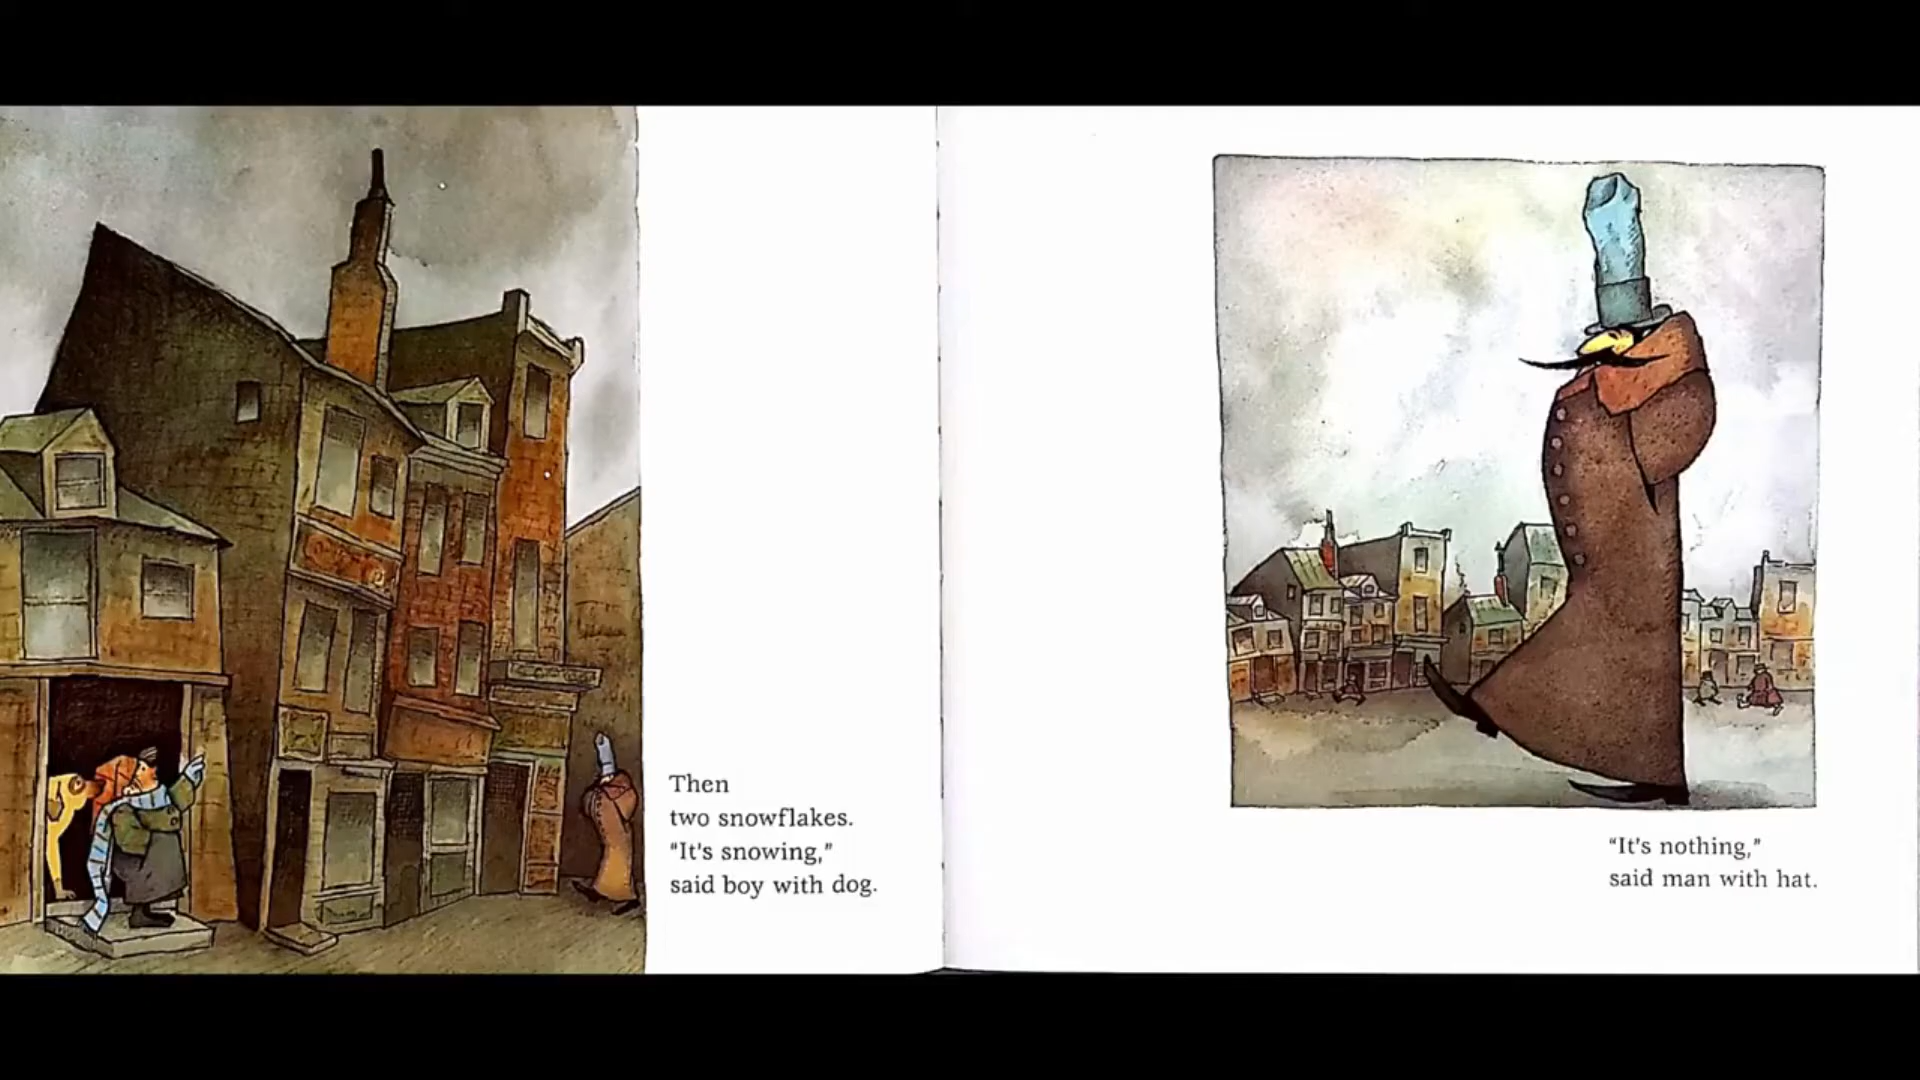 Then
two snowflakes.
"It's snowing,"
said boy with dog.
"It's nothing,"
said man with hat.